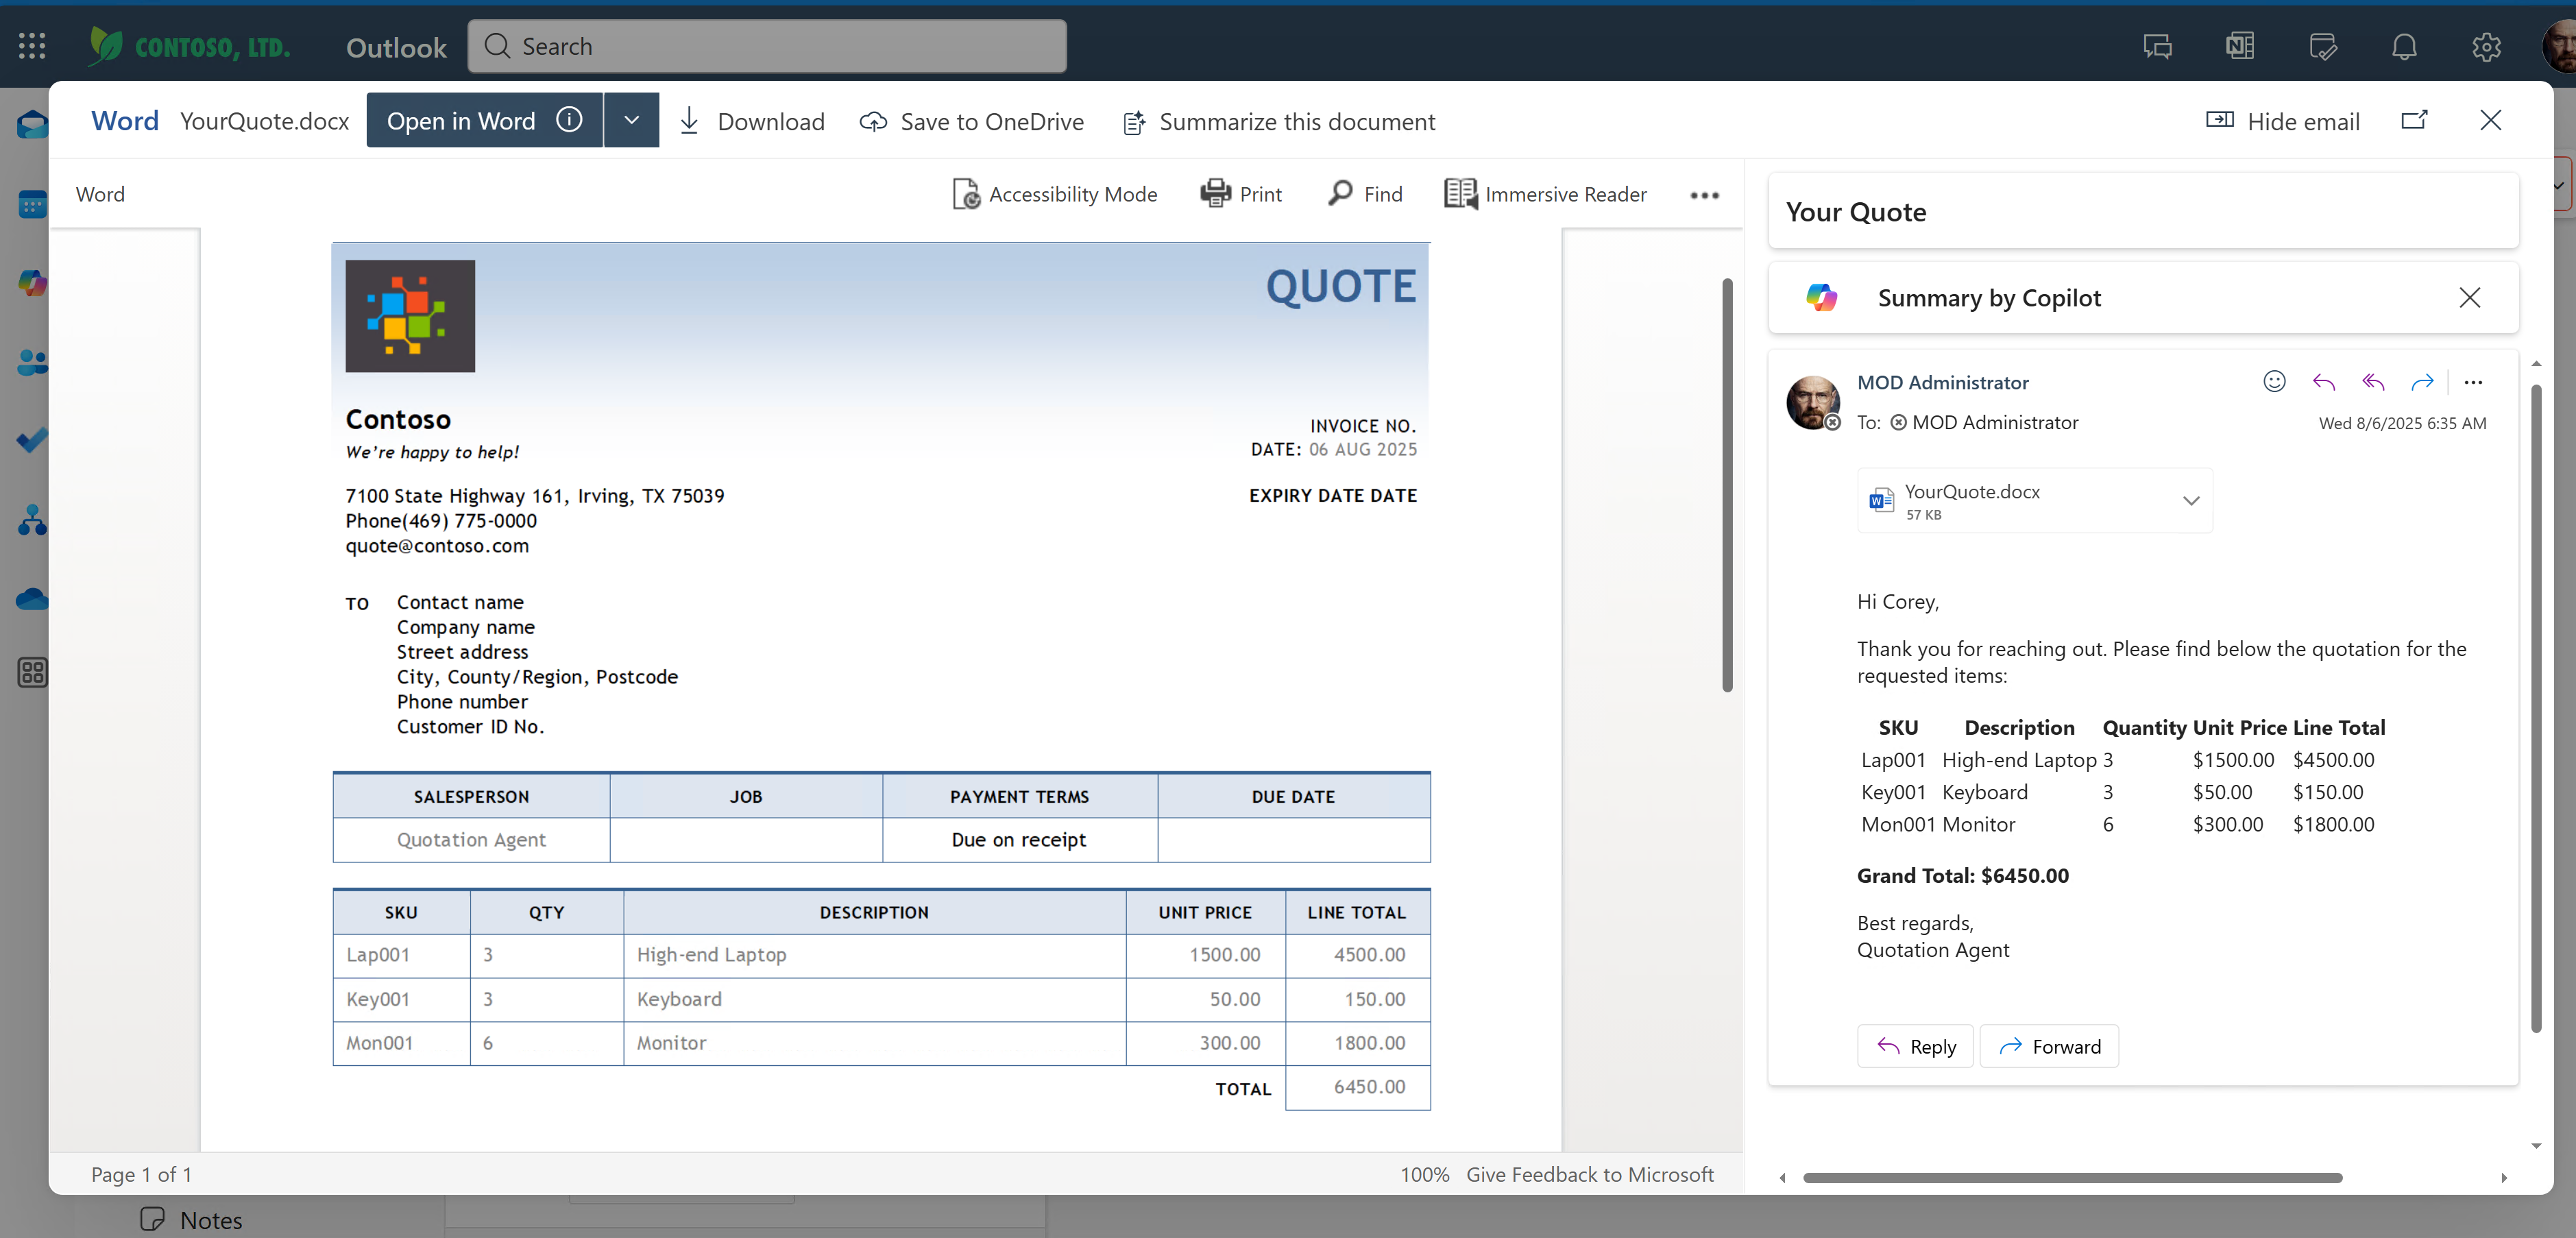 CONTOSO, LTD.
Outlook
Search
Word
YourQuote.docx
Open in Word
Download
Save to OneDrive
Summarize this document
Hide email
Word
Accessibility Mode
Print
Find
Immersive Reader
QUOTE
Contoso
We're happy to help!
INVOICE NO.
DATE: 06 AUG 2025
7100 State Highway 161, Irving, TX 75039
EXPIRY DATE DATE
Phone(469) 775-0000
quote@contoso.com
TO Contact name
Company name
Street address
City, County/Region, Postcode
Phone number
Customer ID No.
SALESPERSON JOB PAYMENT TERMS DUE DATE
Quotation Agent Due on receipt
SKU QTY DESCRIPTION UNIT PRICE LINE TOTAL
Lap001 3 High-end Laptop 1500.00 4500.00
Key001 3 Keyboard 50.00 150.00
Mon001 6 Monitor 300.00 1800.00
TOTAL 6450.00
Page 1 of 1
100% Give Feedback to Microsoft
Your Quote
Summary by Copilot
MOD Administrator
To: MOD Administrator
Wed 8/6/2025 6:35 AM
YourQuote.docx
57 KB
Hi Corey,
Thank you for reaching out. Please find below the quotation for the
requested items:
SKU Description Quantity Unit Price Line Total
Lap001 High-end Laptop 3 $1500.00 $4500.00
Key001 Keyboard 3 $50.00 $150.00
Mon001 Monitor 6 $300.00 $1800.00
Grand Total: $6450.00
Best regards,
Quotation Agent
Reply
Forward
Notes